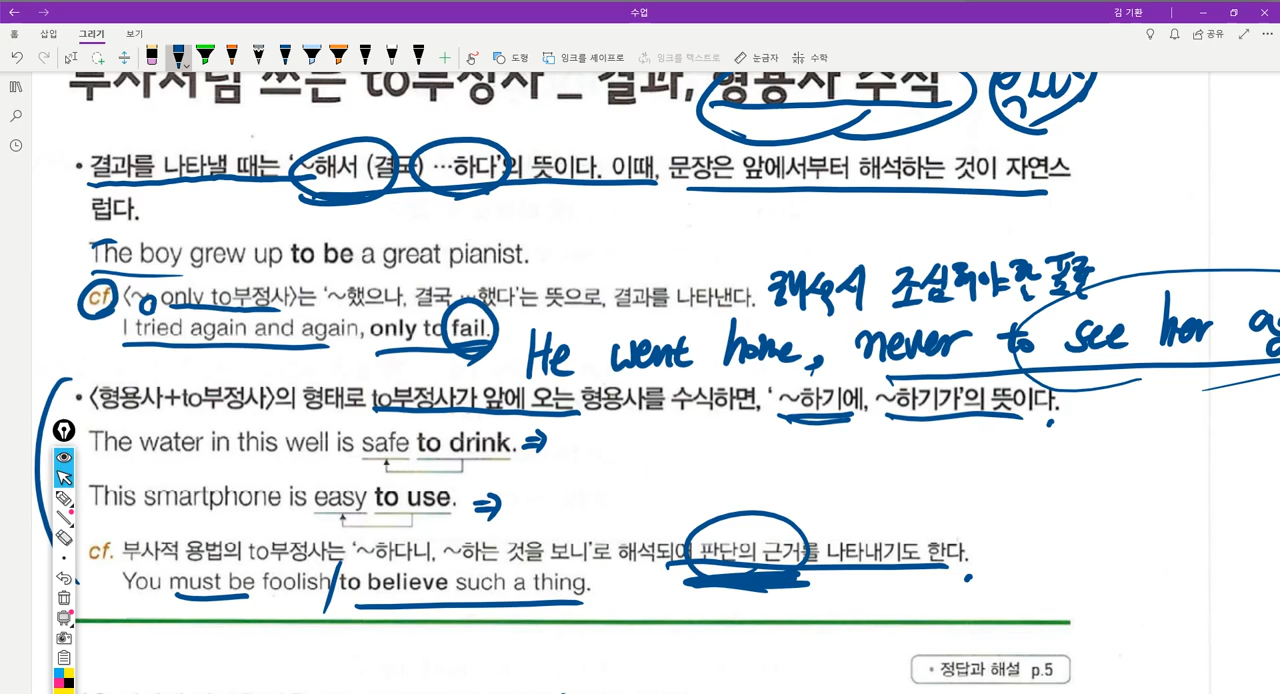 수업
김 기환
홈 삽입 그리기 보기
공유
도형 잉크를 셰이프로 잉크를 텍스트로 눈금자 수학
부사처럼 쓰는 to부정사 _ 결과, 형용사 수식
• 결과를 나타낼 때는 ‘~해서 (결국) …하다’의 뜻이다. 이때, 문장은 앞에서부터 해석하는 것이 자연스
럽다.
The boy grew up to be a great pianist.
cf. 〈~, only to부정사〉는 ‘~했으나, 결국 …했다’는 뜻으로, 결과를 나타낸다.
해석시 조심해야 할 표현
I tried again and again, only to fail.
He went home, never to see her ag
• 〈형용사+to부정사〉의 형태로 to부정사가 앞에 오는 형용사를 수식하면, ‘~하기에, ~하기가’의 뜻이다.
The water in this well is safe to drink. ⇒
This smartphone is easy to use. ⇒
cf. 부사적 용법의 to부정사는 ‘~하다니, ~하는 것을 보니’로 해석되어 판단의 근거를 나타내기도 한다.
You must be foolish / to believe such a thing.
• 정답과 해설 p.5